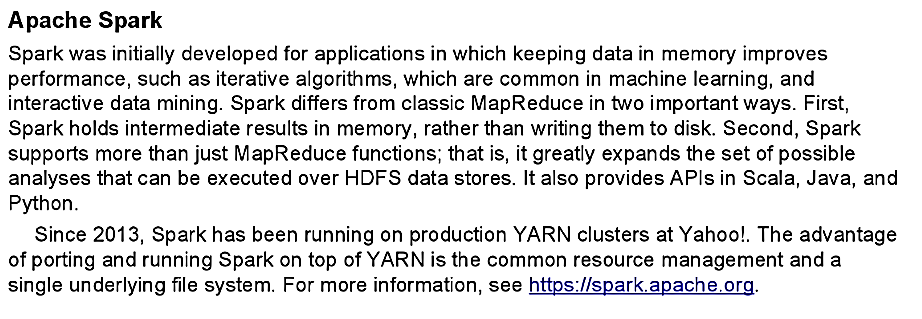 Apache Spark
Spark was initially developed for applications in which keeping data in memory improves
performance, such as iterative algorithms, which are common in machine learning, and
interactive data mining. Spark differs from classic MapReduce in two important ways. First,
Spark holds intermediate results in memory, rather than writing them to disk. Second, Spark
supports more than just MapReduce functions; that is, it greatly expands the set of possible
analyses that can be executed over HDFS data stores. It also provides APIs in Scala, Java, and
Python.
Since 2013, Spark has been running on production YARN clusters at Yahoo!. The advantage
of porting and running Spark on top of YARN is the common resource management and a
single underlying file system. For more information, see https://spark.apache.org.